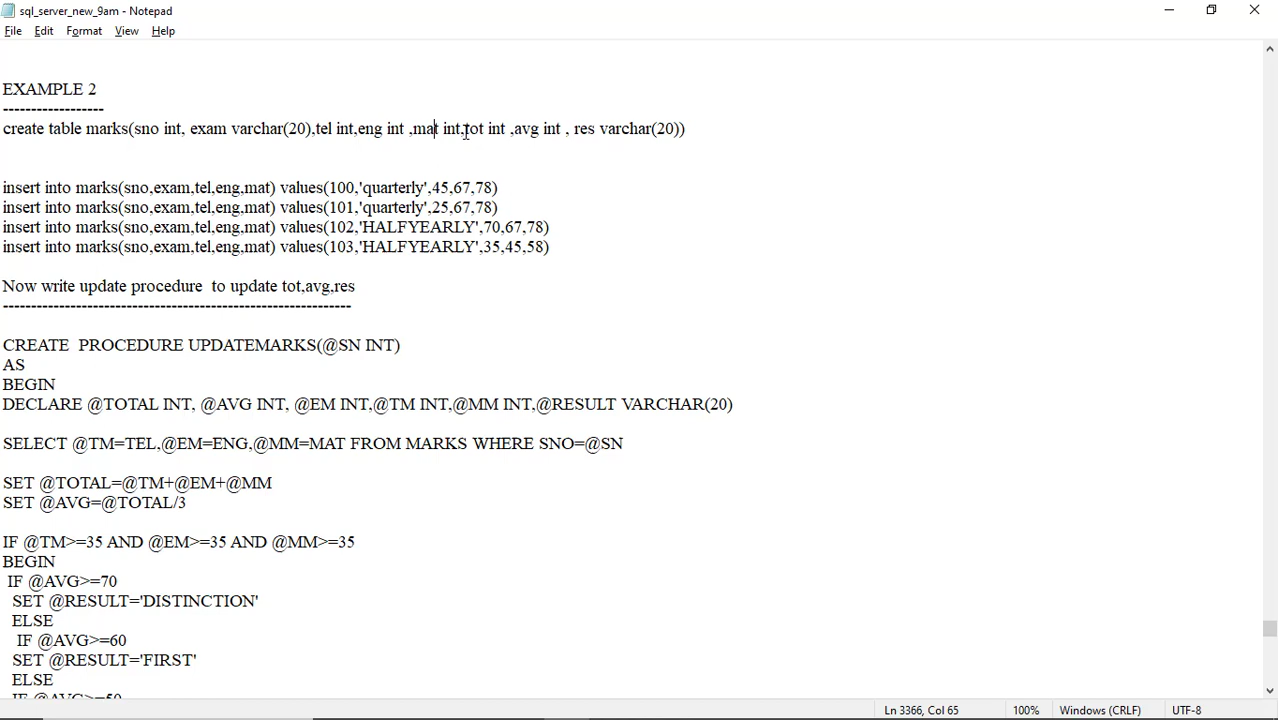 sql_server_new_9am - Notepad
File Edit Format View Help
EXAMPLE 2
------------------
create table marks(sno int, exam varchar(20),tel int,eng int ,mat int,tot int ,avg int , res varchar(20))
insert into marks(sno,exam,tel,eng,mat) values(100,'quarterly',45,67,78)
insert into marks(sno,exam,tel,eng,mat) values(101,'quarterly',25,67,78)
insert into marks(sno,exam,tel,eng,mat) values(102,'HALFYEARLY',70,67,78)
insert into marks(sno,exam,tel,eng,mat) values(103,'HALFYEARLY',35,45,58)
Now write update procedure  to update tot,avg,res
--------------------------------------------------------------
CREATE  PROCEDURE UPDATEMARKS(@SN INT)
AS
BEGIN
DECLARE @TOTAL INT, @AVG INT, @EM INT,@TM INT,@MM INT,@RESULT VARCHAR(20)
SELECT @TM=TEL,@EM=ENG,@MM=MAT FROM MARKS WHERE SNO=@SN
SET @TOTAL=@TM+@EM+@MM
SET @AVG=@TOTAL/3
IF @TM>=35 AND @EM>=35 AND @MM>=35
BEGIN
IF @AVG>=70
SET @RESULT='DISTINCTION'
ELSE
IF @AVG>=60
SET @RESULT='FIRST'
ELSE
IF @AVG>=50
Ln 3366, Col 65 100% Windows (CRLF) UTF-8